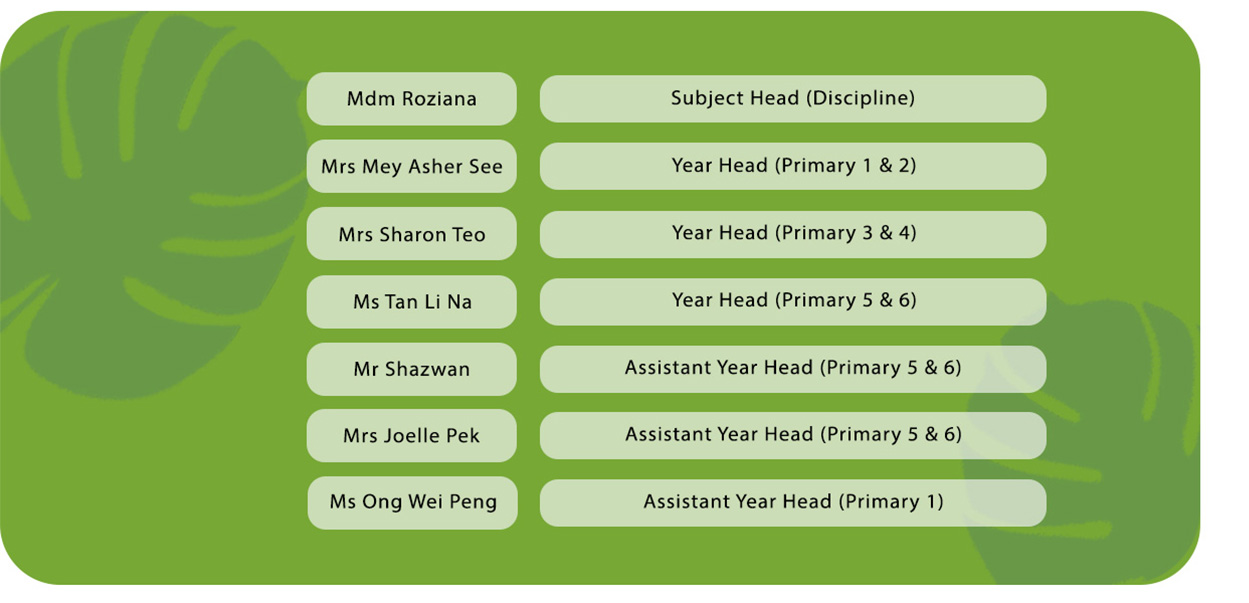 Mdm Roziana Subject Head (Discipline)
Mrs Mey Asher See Year Head (Primary 1 & 2)
Mrs Sharon Teo Year Head (Primary 3 & 4)
Ms Tan Li Na Year Head (Primary 5 & 6)
Mr Shazwan Assistant Year Head (Primary 5 & 6)
Mrs Joelle Pek Assistant Year Head (Primary 5 & 6)
Ms Ong Wei Peng Assistant Year Head (Primary 1)